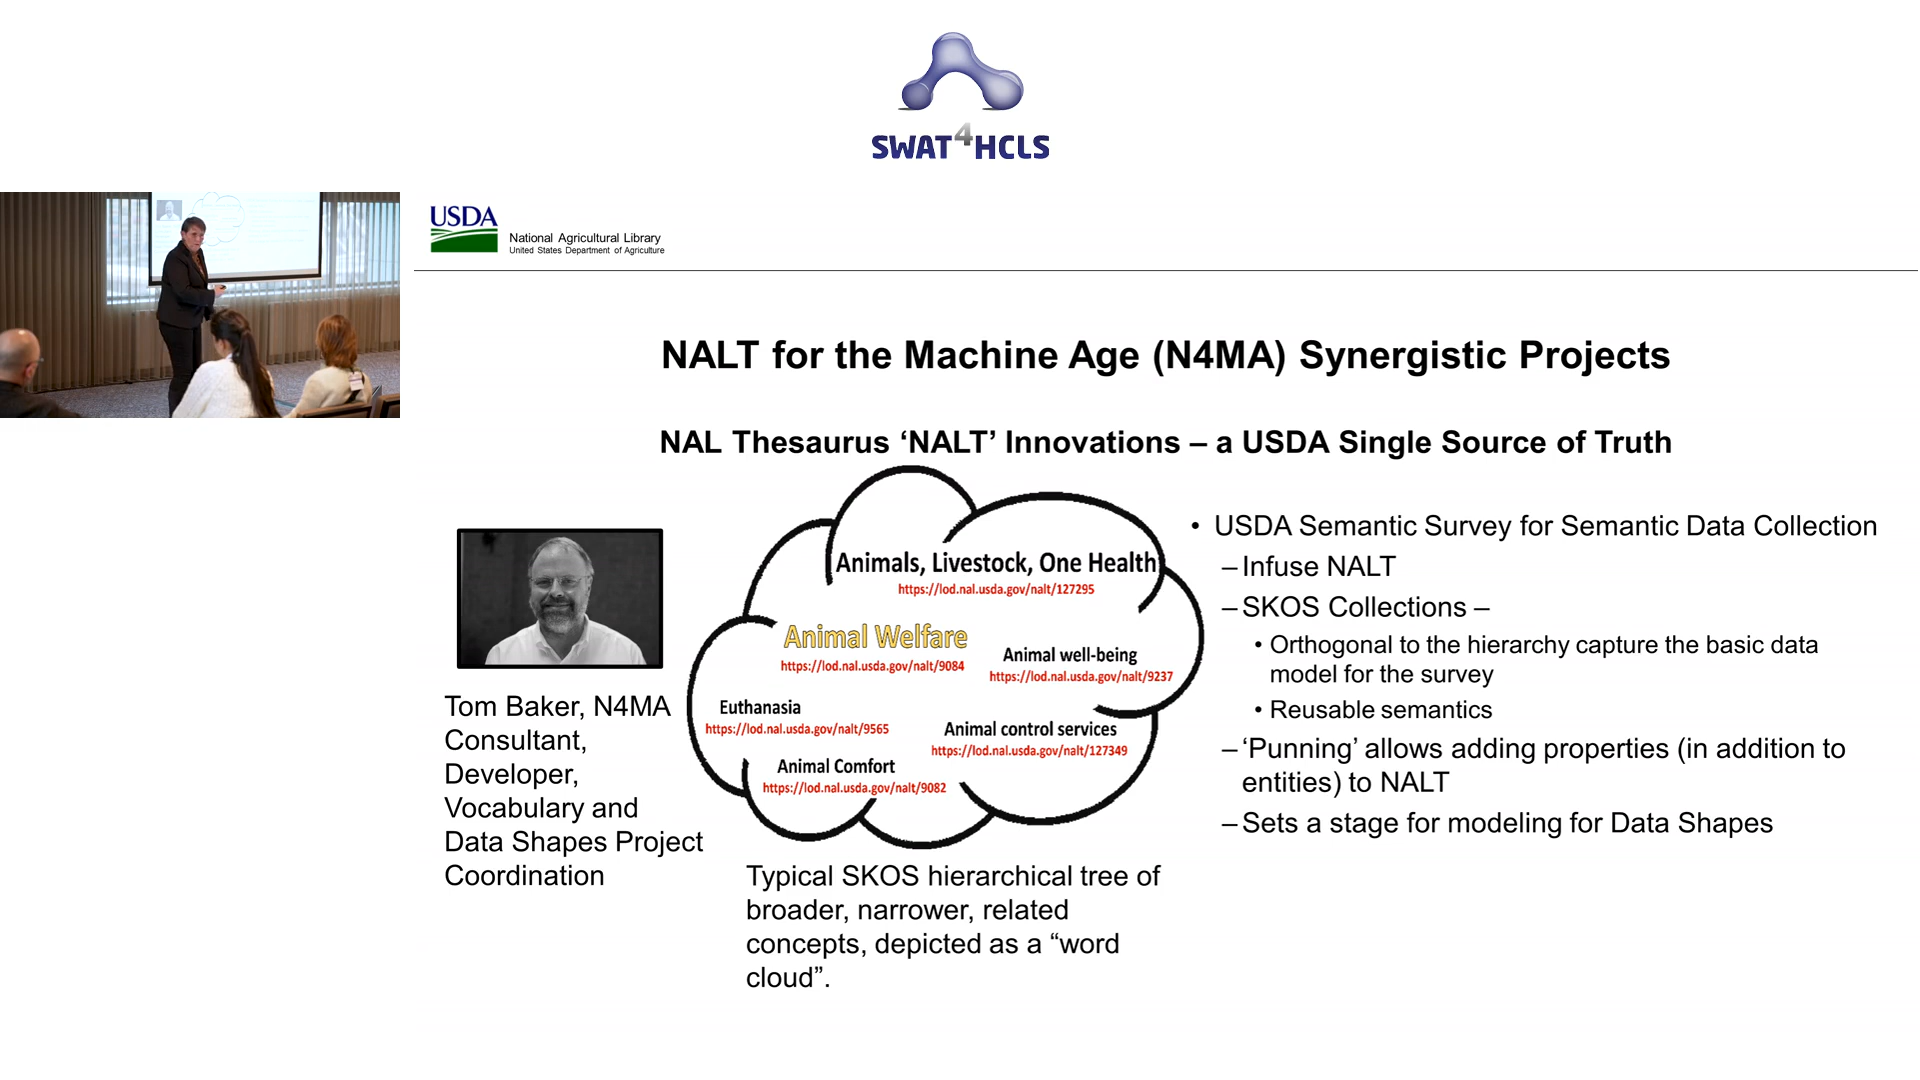 SWAT4HCLS
USDA
National Agricultural Library
United States Department of Agriculture
NALT for the Machine Age (N4MA) Synergistic Projects
NAL Thesaurus ‘NALT’ Innovations – a USDA Single Source of Truth
Tom Baker, N4MA
Consultant,
Developer,
Vocabulary and
Data Shapes Project
Coordination
Animals, Livestock, One Health
https://lod.nal.usda.gov/nalt/127295
Animal Welfare
https://lod.nal.usda.gov/nalt/9084
Animal well-being
https://lod.nal.usda.gov/nalt/9237
Euthanasia
https://lod.nal.usda.gov/nalt/9565
Animal control services
https://lod.nal.usda.gov/nalt/127349
Animal Comfort
https://lod.nal.usda.gov/nalt/9082
Typical SKOS hierarchical tree of
broader, narrower, related
concepts, depicted as a “word
cloud”.
• USDA Semantic Survey for Semantic Data Collection
– Infuse NALT
– SKOS Collections –
• Orthogonal to the hierarchy capture the basic data
model for the survey
• Reusable semantics
– ‘Punning’ allows adding properties (in addition to
entities) to NALT
– Sets a stage for modeling for Data Shapes